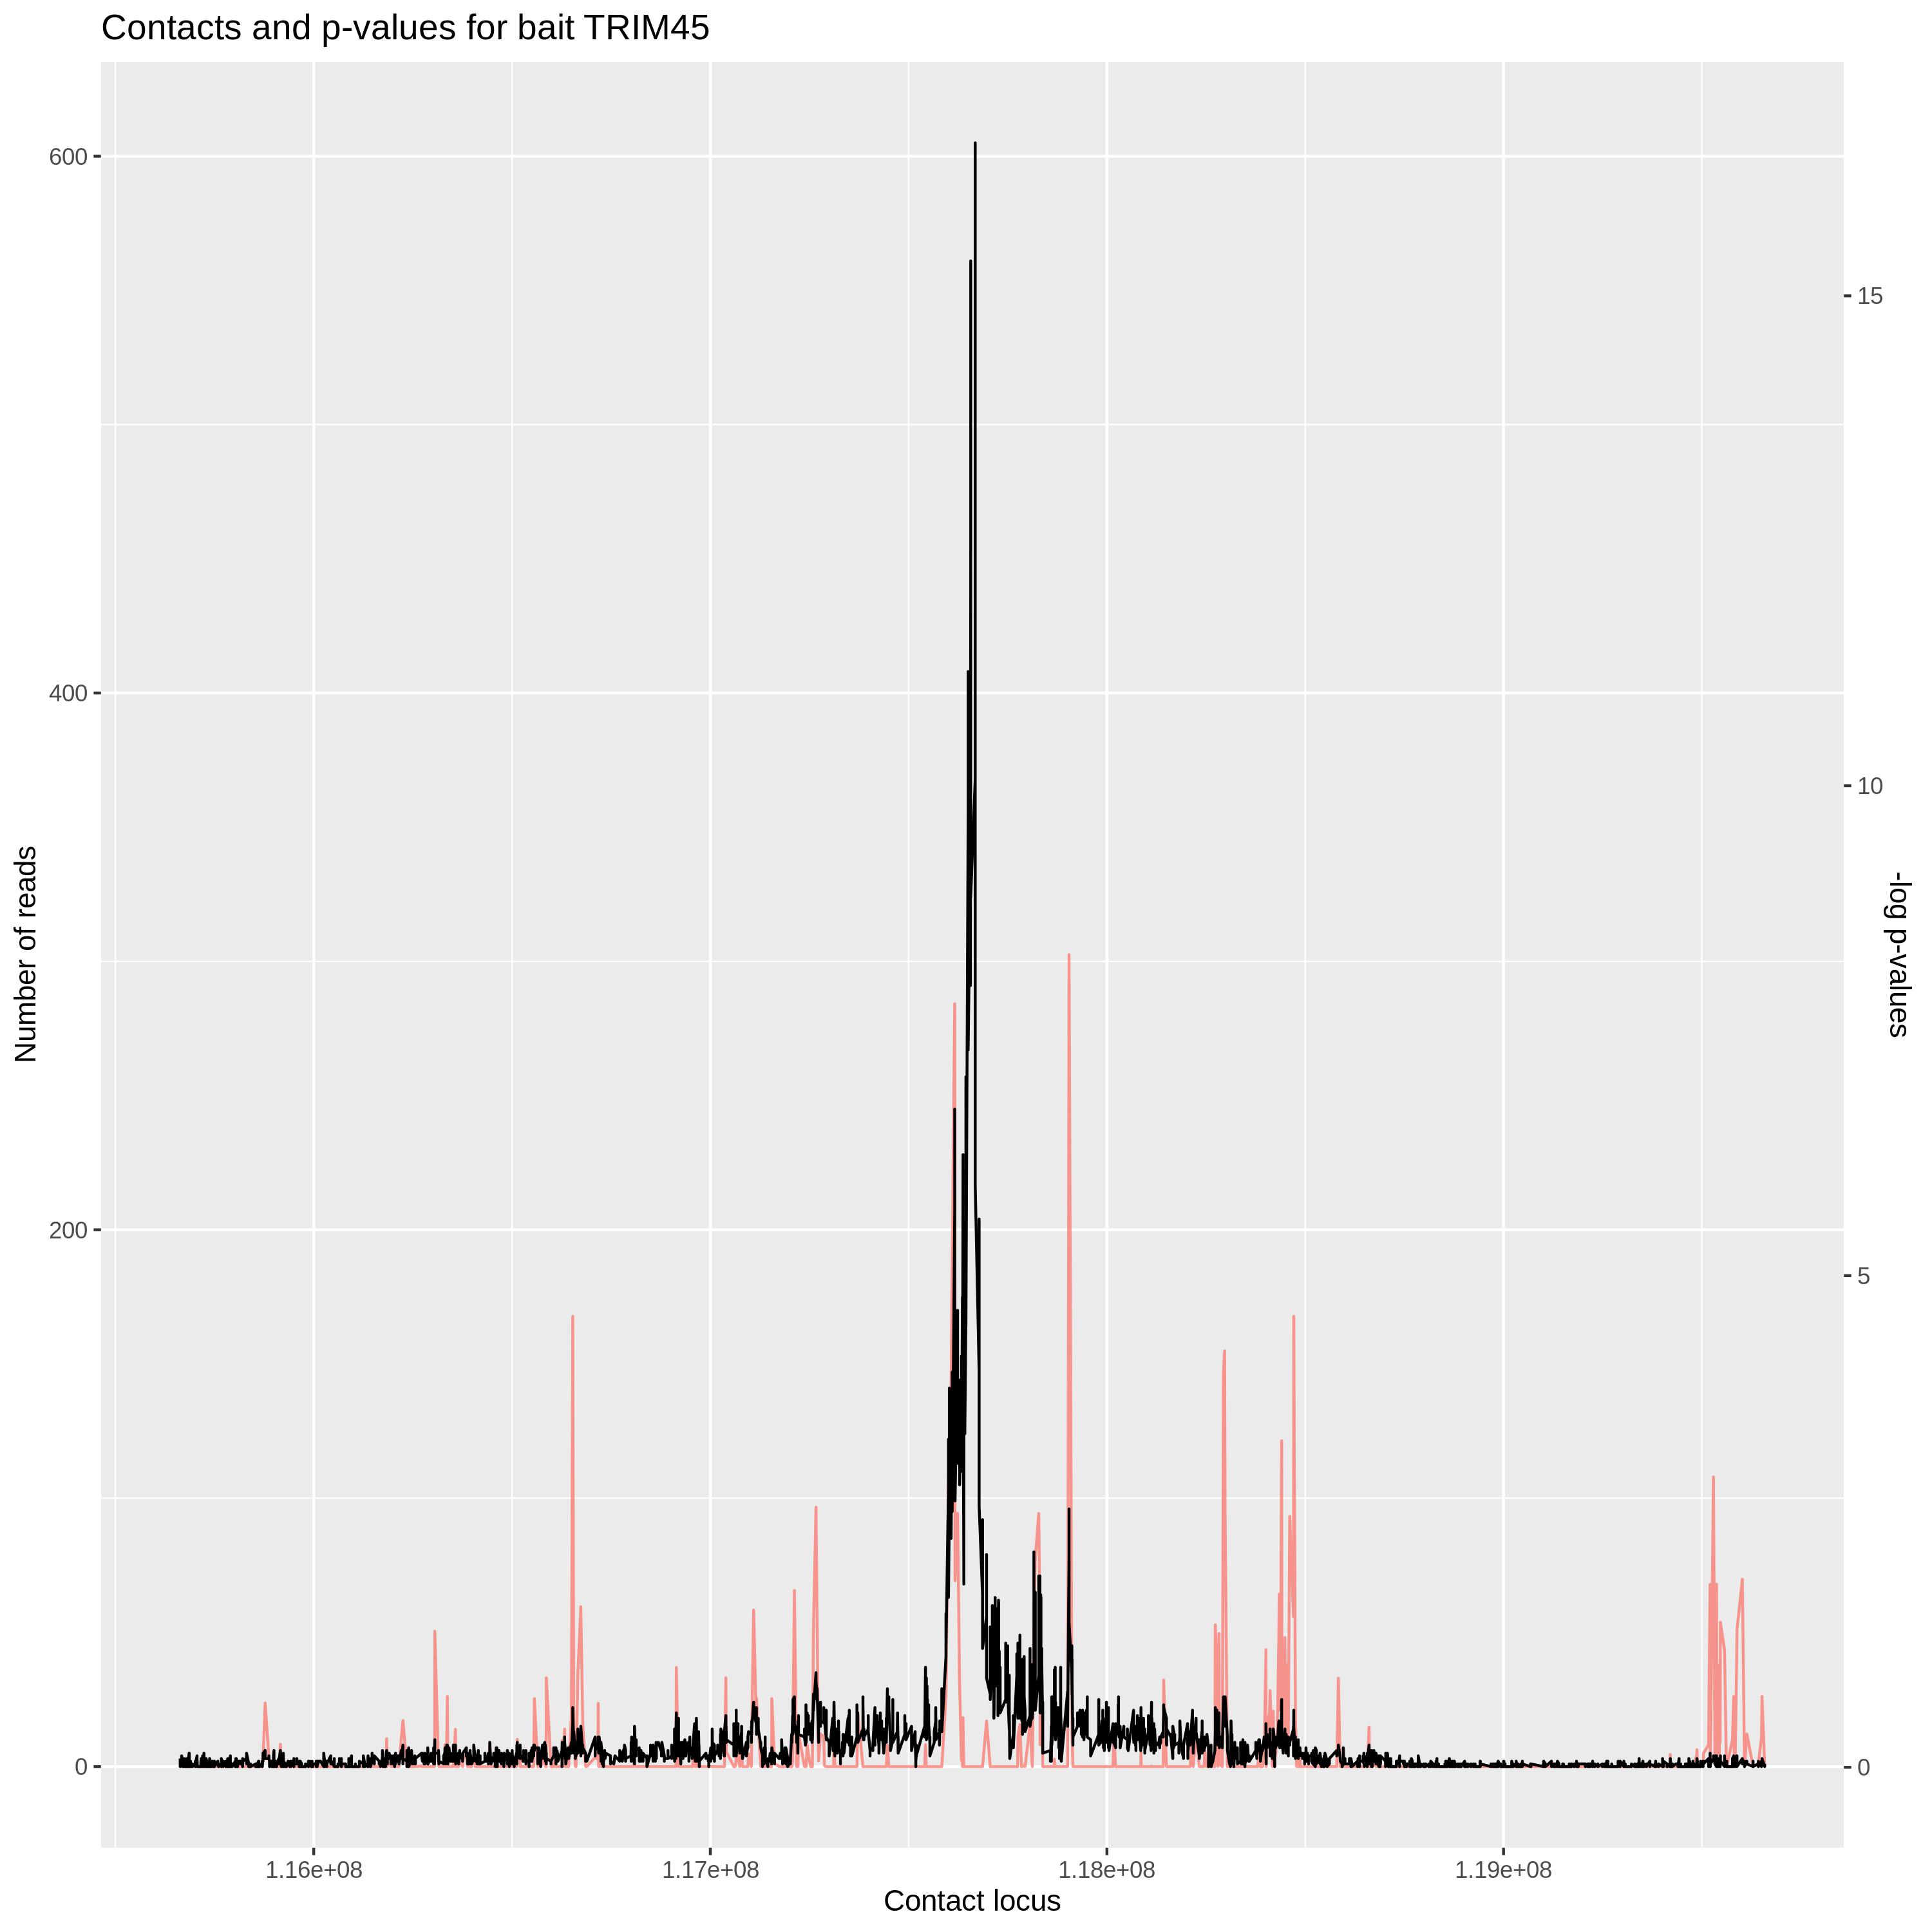 Contacts and p-values for bait TRIM45
600
400
200
0
Number of reads
15
10
5
0
-log p-values
1.16e+08 1.17e+08 1.18e+08 1.19e+08
Contact locus